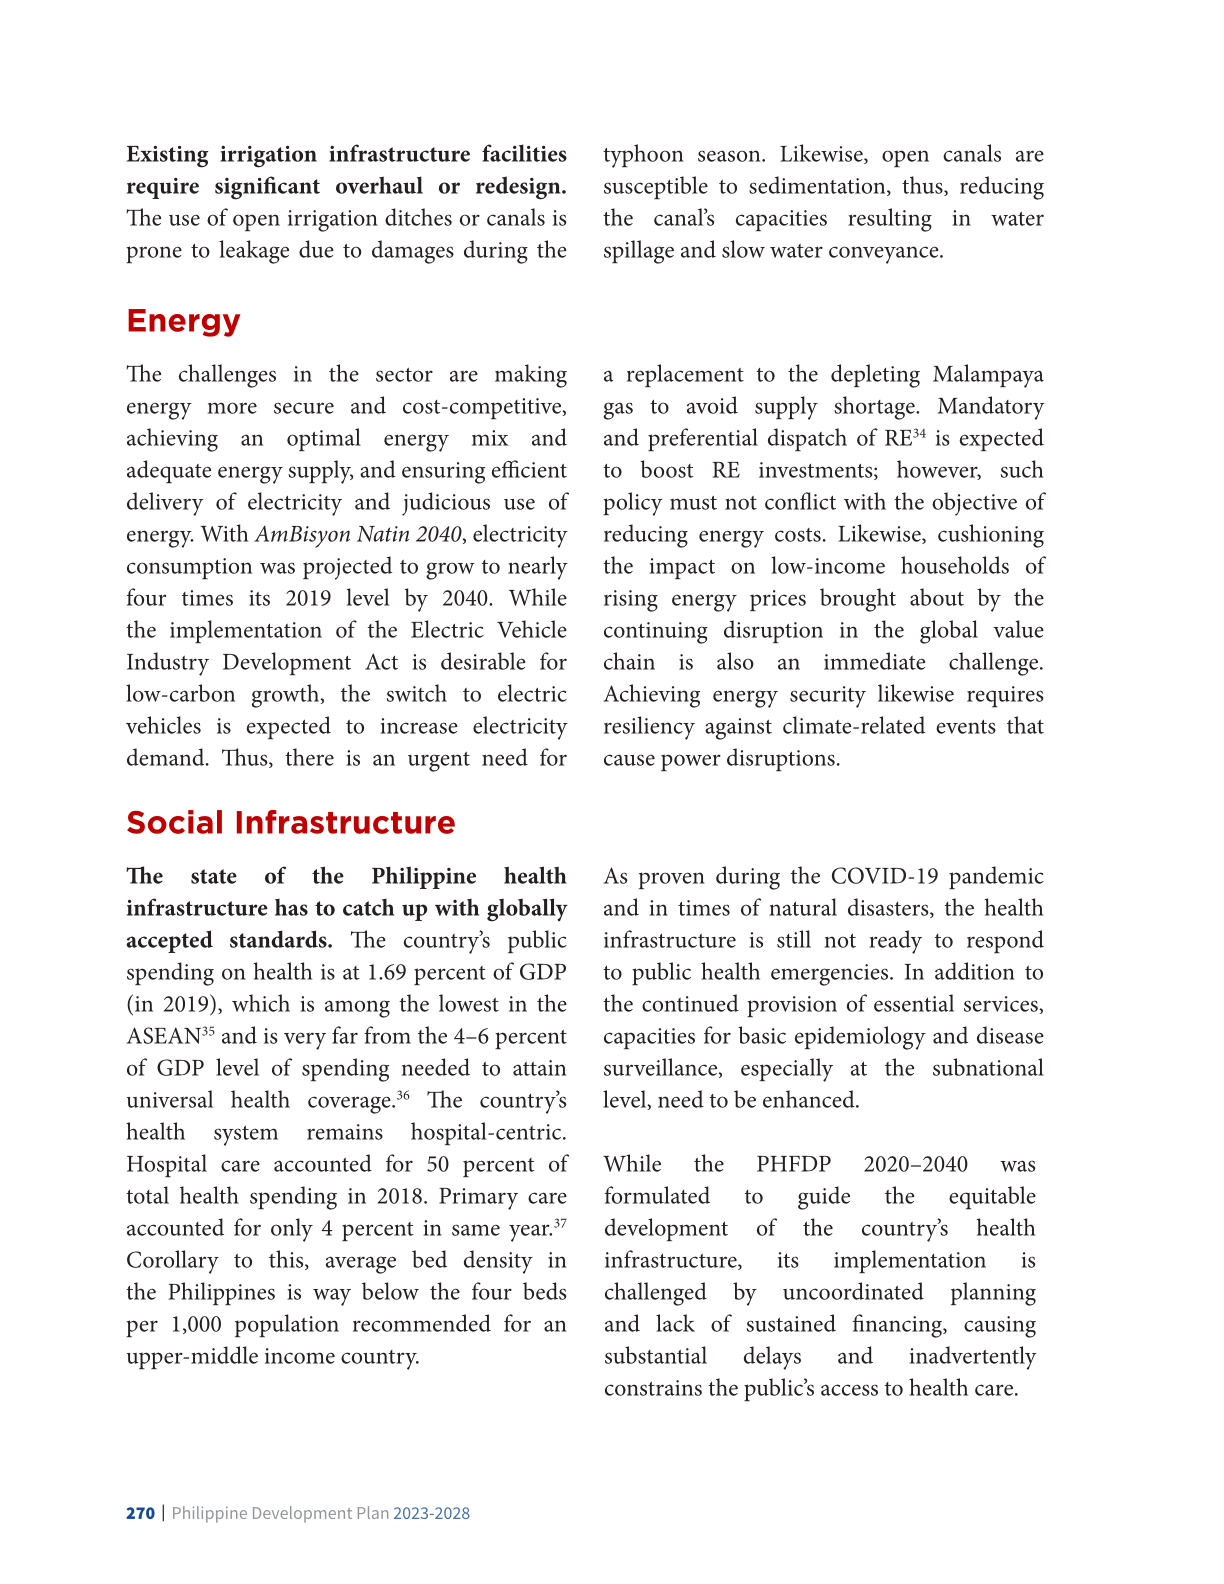 Existing irrigation infrastructure facilities
require significant overhaul or redesign.
The use of open irrigation ditches or canals is
prone to leakage due to damages during the
typhoon season. Likewise, open canals are
susceptible to sedimentation, thus, reducing
the canal’s capacities resulting in water
spillage and slow water conveyance.
Energy
The challenges in the sector are making
energy more secure and cost-competitive,
achieving an optimal energy mix and
adequate energy supply, and ensuring efficient
delivery of electricity and judicious use of
energy. With AmBisyon Natin 2040, electricity
consumption was projected to grow to nearly
four times its 2019 level by 2040. While
the implementation of the Electric Vehicle
Industry Development Act is desirable for
low-carbon growth, the switch to electric
vehicles is expected to increase electricity
demand. Thus, there is an urgent need for
a replacement to the depleting Malampaya
gas to avoid supply shortage. Mandatory
and preferential dispatch of RE34 is expected
to boost RE investments; however, such
policy must not conflict with the objective of
reducing energy costs. Likewise, cushioning
the impact on low-income households of
rising energy prices brought about by the
continuing disruption in the global value
chain is also an immediate challenge.
Achieving energy security likewise requires
resiliency against climate-related events that
cause power disruptions.
Social Infrastructure
The state of the Philippine health
infrastructure has to catch up with globally
accepted standards. The country’s public
spending on health is at 1.69 percent of GDP
(in 2019), which is among the lowest in the
ASEAN35 and is very far from the 4–6 percent
of GDP level of spending needed to attain
universal health coverage.36 The country’s
health system remains hospital-centric.
Hospital care accounted for 50 percent of
total health spending in 2018. Primary care
accounted for only 4 percent in same year.37
Corollary to this, average bed density in
the Philippines is way below the four beds
per 1,000 population recommended for an
upper-middle income country.
As proven during the COVID-19 pandemic
and in times of natural disasters, the health
infrastructure is still not ready to respond
to public health emergencies. In addition to
the continued provision of essential services,
capacities for basic epidemiology and disease
surveillance, especially at the subnational
level, need to be enhanced.
While the PHFDP 2020–2040 was
formulated to guide the equitable
development of the country’s health
infrastructure, its implementation is
challenged by uncoordinated planning
and lack of sustained financing, causing
substantial delays and inadvertently
constrains the public’s access to health care.
270 | Philippine Development Plan 2023-2028